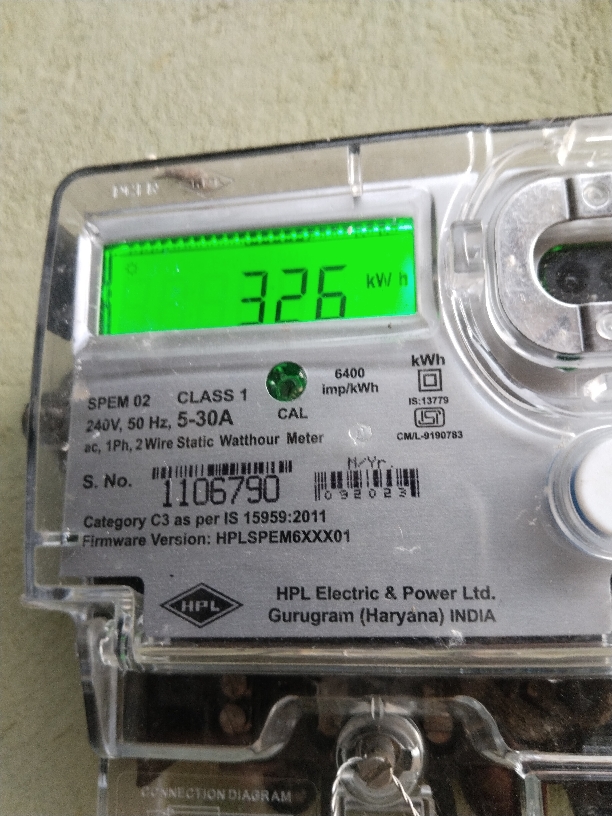 326 kWh
6400
imp/kWh
kWh
IS:13779
CM/L-9190783
CAL
SPEM 02 CLASS 1
240V, 50 Hz, 5-30A
ac, 1Ph, 2 Wire Static Watthour Meter
M/Yr.
S. No. 1106790 092023
Category C3 as per IS 15959:2011
Firmware Version: HPLSPEM6XXX01
HPL
HPL Electric & Power Ltd.
Gurugram (Haryana) INDIA
CONNECTION DIAGRAM